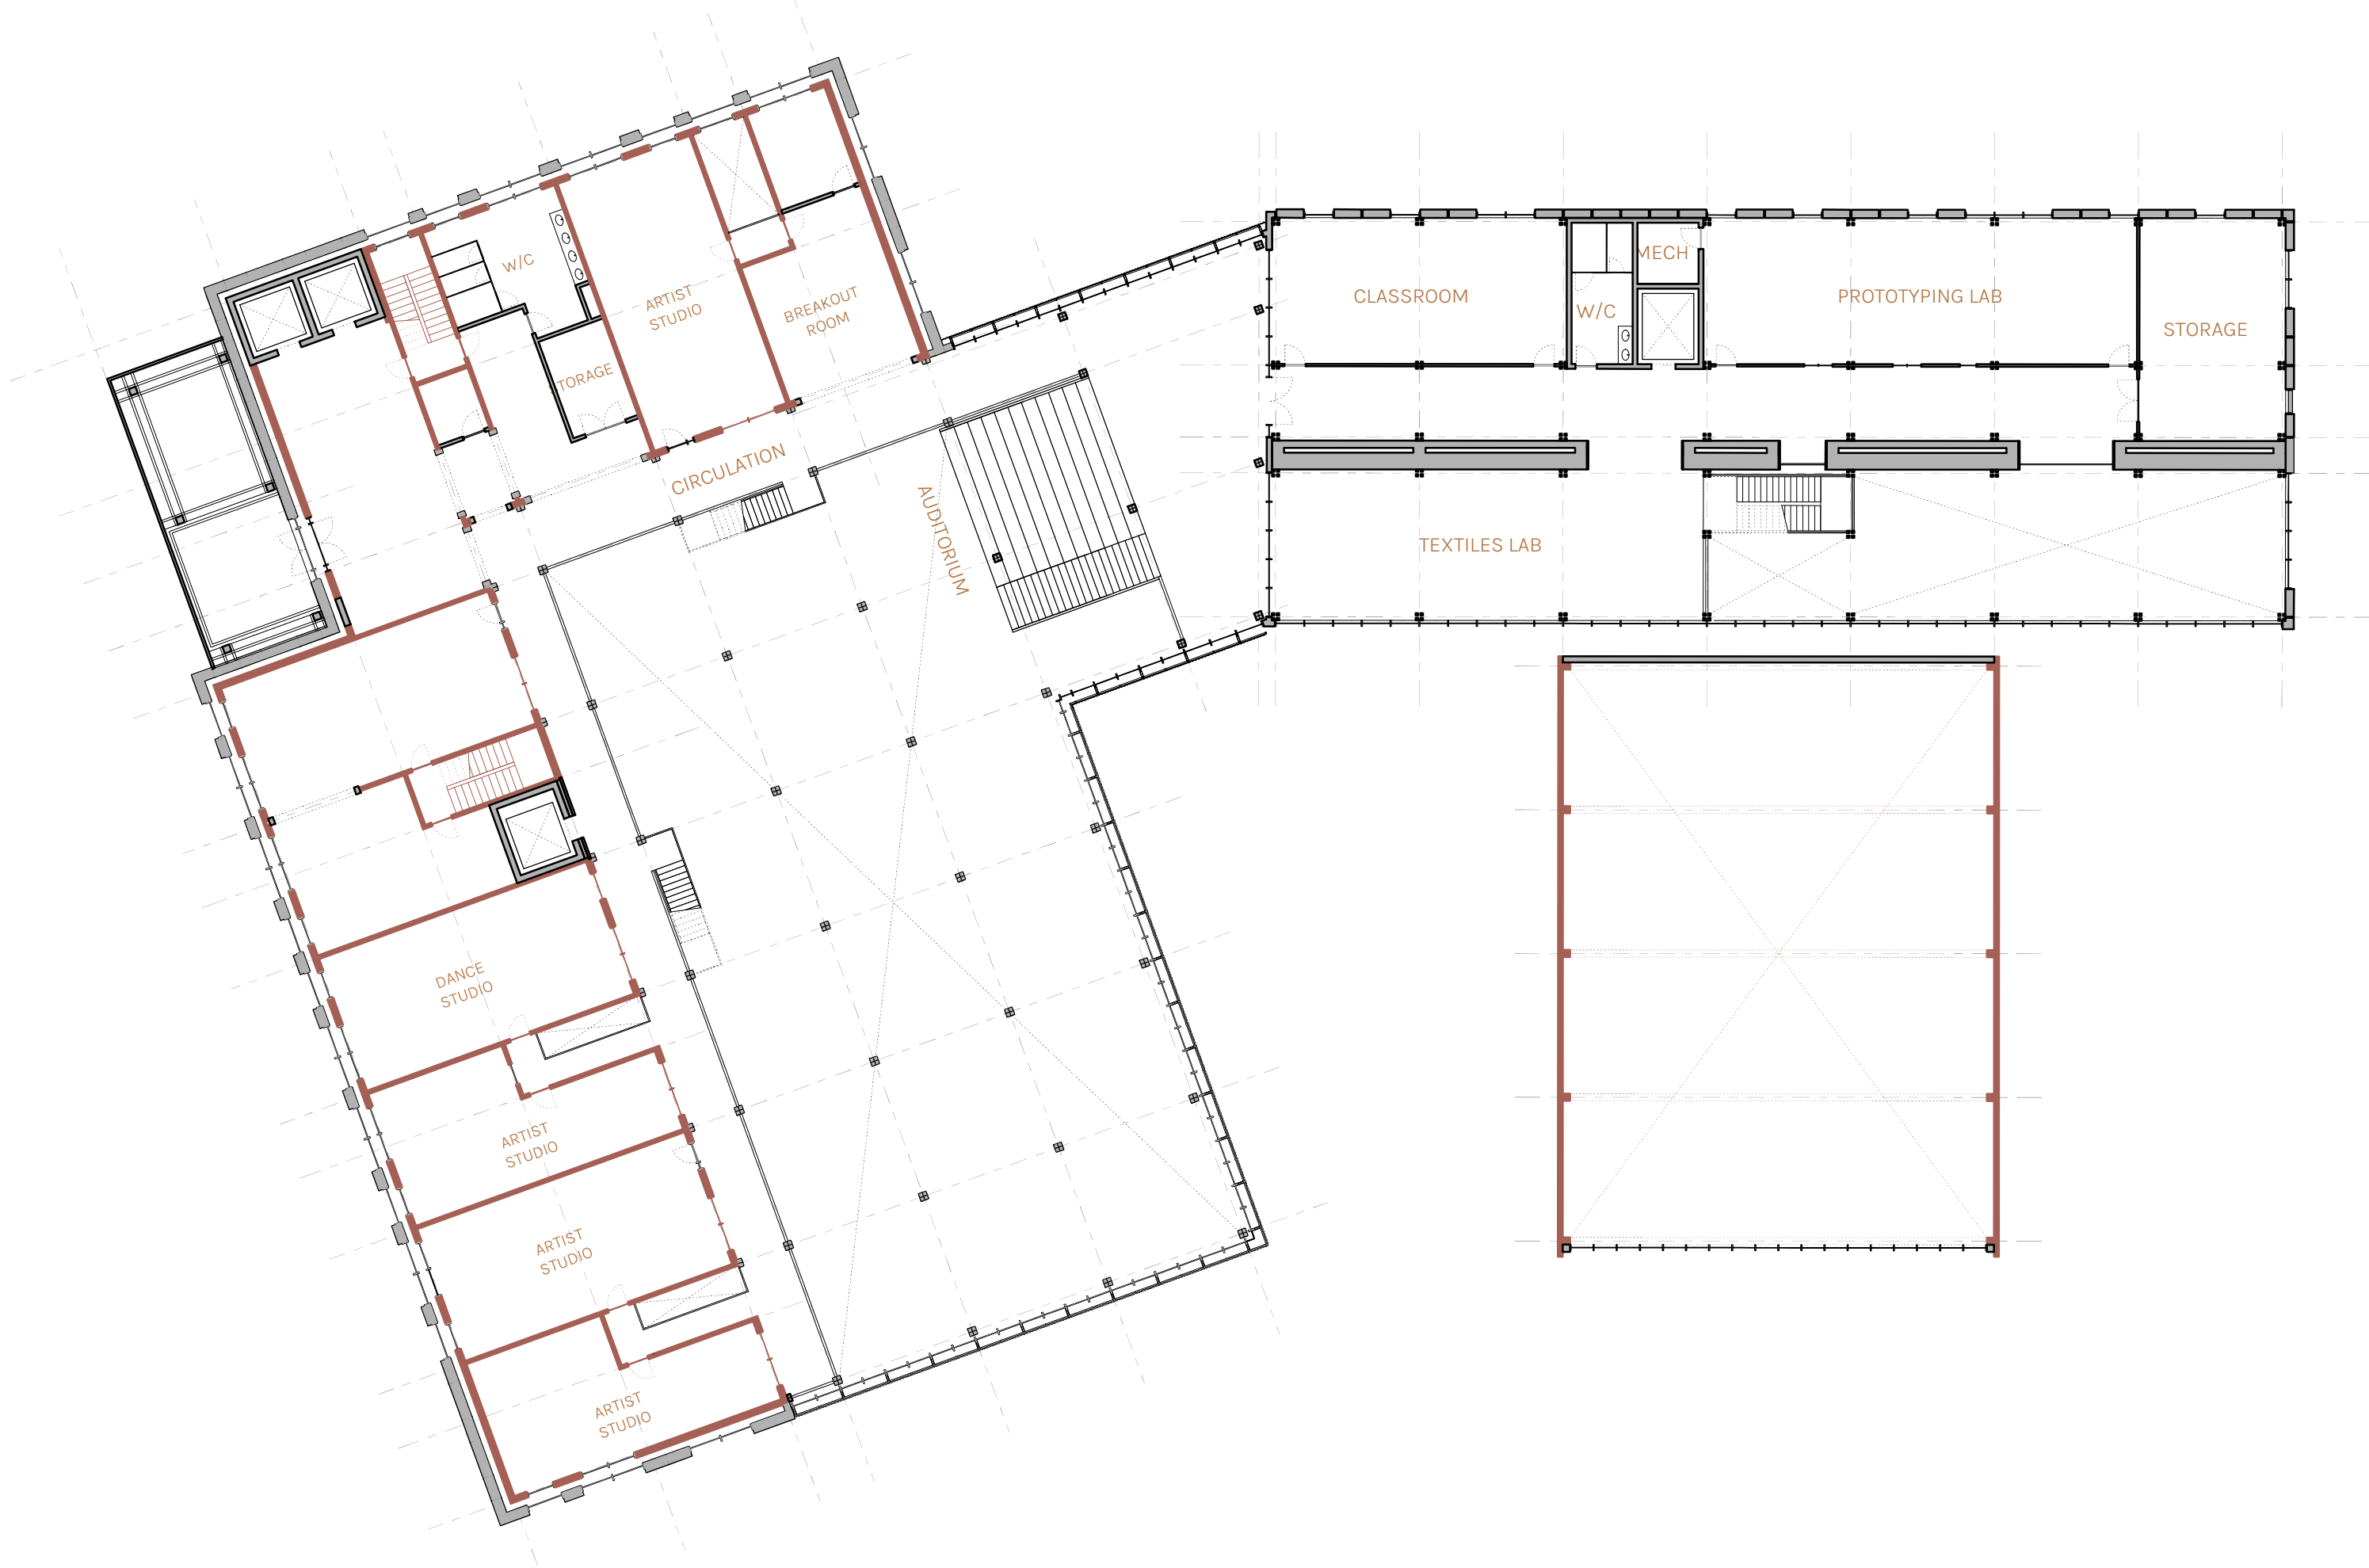 W/C
ARTIST
STUDIO
BREAKOUT
ROOM
TORAGE
CIRCULATION
AUDITORIUM
CLASSROOM
MECH
W/C
PROTOTYPING LAB
STORAGE
TEXTILES LAB
DANCE
STUDIO
ARTIST
STUDIO
ARTIST
STUDIO
ARTIST
STUDIO